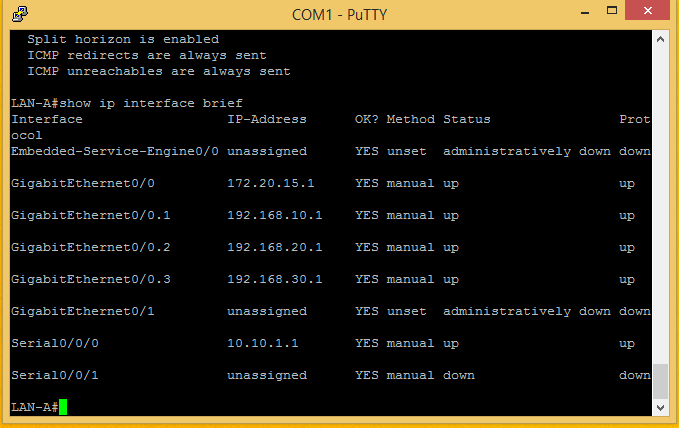 COM1 - PuTTY
Split horizon is enabled
ICMP redirects are always sent
ICMP unreachables are always sent
LAN-A#show ip interface brief
Interface IP-Address OK? Method Status Prot
ocol
Embedded-Service-Engine0/0 unassigned YES unset administratively down down
GigabitEthernet0/0 172.20.15.1 YES manual up up
GigabitEthernet0/0.1 192.168.10.1 YES manual up up
GigabitEthernet0/0.2 192.168.20.1 YES manual up up
GigabitEthernet0/0.3 192.168.30.1 YES manual up up
GigabitEthernet0/1 unassigned YES unset administratively down down
Serial0/0/0 10.10.1.1 YES manual up up
Serial0/0/1 unassigned YES manual down down
LAN-A#